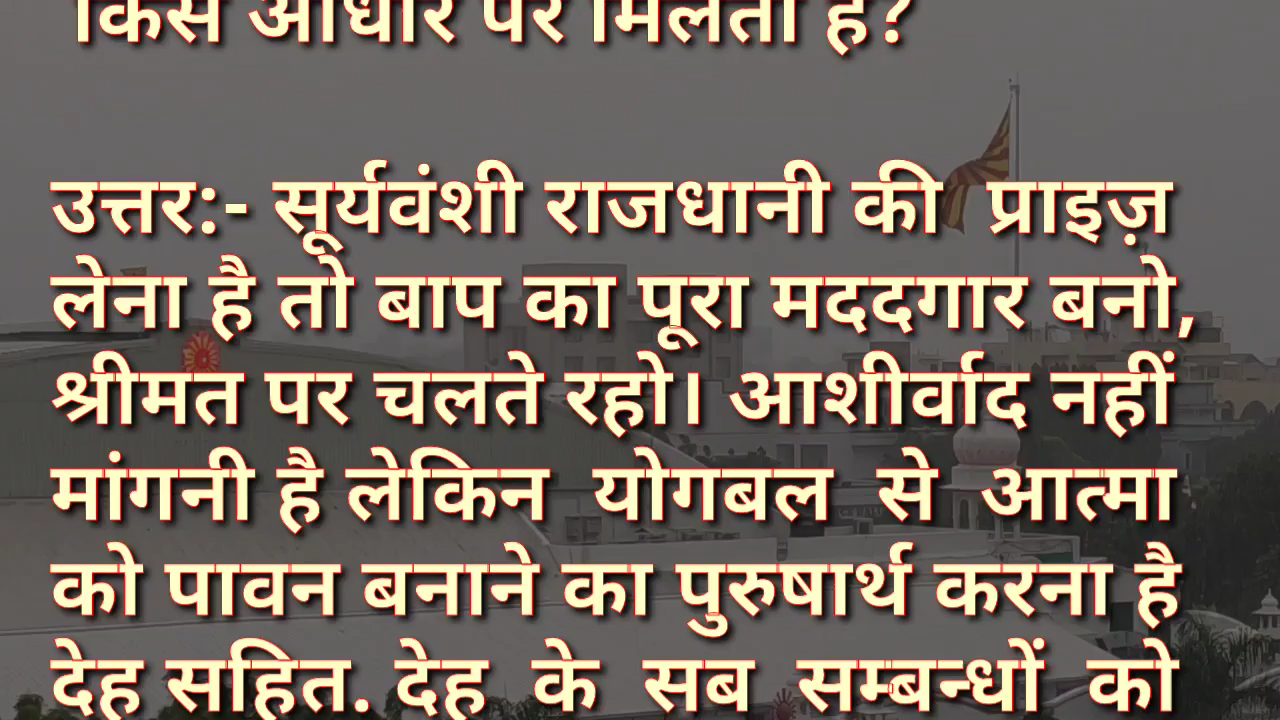 किस आधार पर मिलता है?
उत्तर:- सूर्यवंशी राजधानी की प्राइज़
लेना है तो बाप का पूरा मददगार बनो,
श्रीमत पर चलते रहो। आशीर्वाद नहीं
मांगनी है लेकिन योगबल से आत्मा
को पावन बनाने का पुरुषार्थ करना है
देह सहित. देह के सब सम्बन्धों को